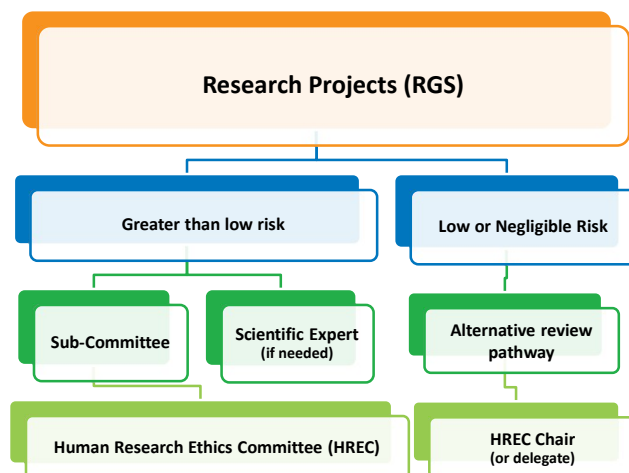 Research Projects (RGS)
Greater than low risk
Low or Negligible Risk
Sub-Committee
Scientific Expert
(if needed)
Alternative review
pathway
Human Research Ethics Committee (HREC)
HREC Chair
(or delegate)